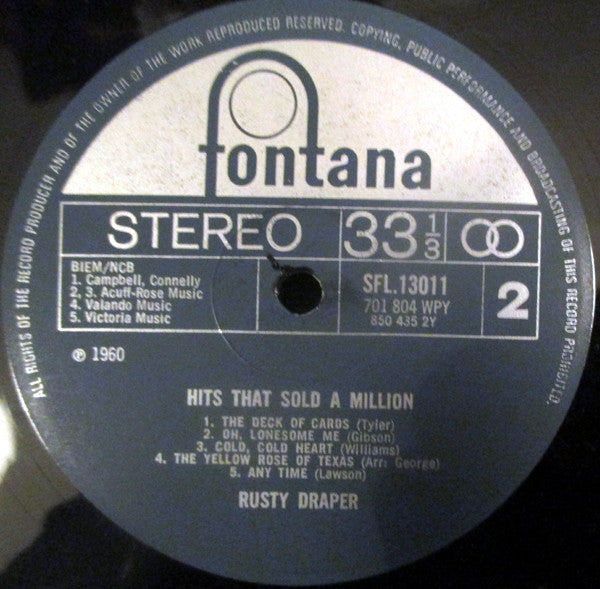 ALL RIGHTS OF THE RECORD PRODUCER AND OF THE OWNER OF THE WORK REPRODUCED RESERVED. COPYING, PUBLIC PERFORMANCE AND BROADCASTING OF THIS RECORD PROHIBITED.
fontana
STEREO 33 1/3
BIEM/NCB
1. Campbell, Connelly
2, 3. Acuff-Rose Music
4. Valando Music
5. Victoria Music
SFL.13011
701 804 WPY
850 435 2Y
2
℗ 1960
HITS THAT SOLD A MILLION
1. THE DECK OF CARDS (Tyler)
2. OH, LONESOME ME (Gibson)
3. COLD, COLD HEART (Williams)
4. THE YELLOW ROSE OF TEXAS (Arr: George)
5. ANY TIME (Lawson)
RUSTY DRAPER